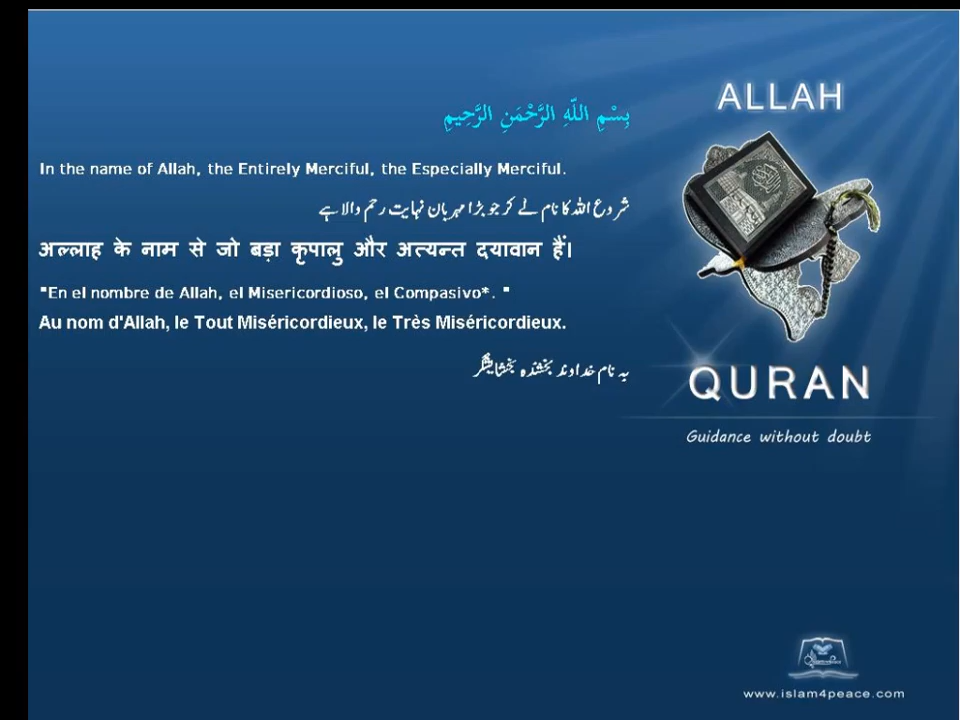 بِسْمِ اللّهِ الرَّحْمَنِ الرَّحِيمِ
In the name of Allah, the Entirely Merciful, the Especially Merciful.
شروع الله کا نام لے کر جو بڑا مہربان نہایت رحم والا ہے
अल्लाह के नाम से जो बड़ा कृपालु और अत्यन्त दयावान हैं।
"En el nombre de Allah, el Misericordioso, el Compasivo*. "
Au nom d'Allah, le Tout Miséricordieux, le Très Miséricordieux.
به نام خداوند بخشنده بخشایشگر
ALLAH
QURAN
Guidance without doubt
www.islam4peace.com